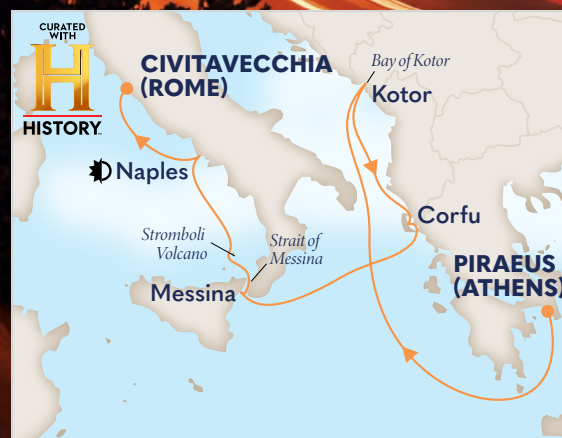 CURATED
WITH
H
HISTORY
CIVITAVECCHIA
(ROME)
Bay of Kotor
Kotor
Naples
Corfu
Stromboli
Volcano
Strait of
Messina
PIRAEUS
(ATHENS)
Messina